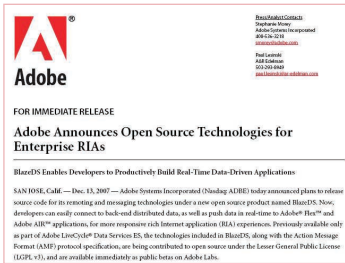 Press/Analyst Contacts
Stephanie Morey
Adobe Systems Incorporated
Paul Lesinski
A&R Edelman
Adobe
FOR IMMEDIATE RELEASE
Adobe Announces Open Source Technologies for
Enterprise RIAs
BlazeDS Enables Developers to Productively Build Real-Time Data-Driven Applications
SAN JOSE, Calif. — Dec. 13, 2007 — Adobe Systems Incorporated (Nasdaq: ADBE) today announced plans to release
source code for its remoting and messaging technologies under a new open source product named BlazeDS. Now,
developers can easily connect to back-end distributed data, as well as push data in real-time to Adobe® Flex™ and
Adobe AIR™ applications, for more responsive rich Internet application (RIA) experiences. Previously available only
as part of Adobe LiveCycle® Data Services ES, the technologies included in BlazeDS, along with the Action Message
Format (AMF) protocol specification, are being contributed to open source under the Lesser General Public License
(LGPL v3), and are available immediately as public betas on Adobe Labs.